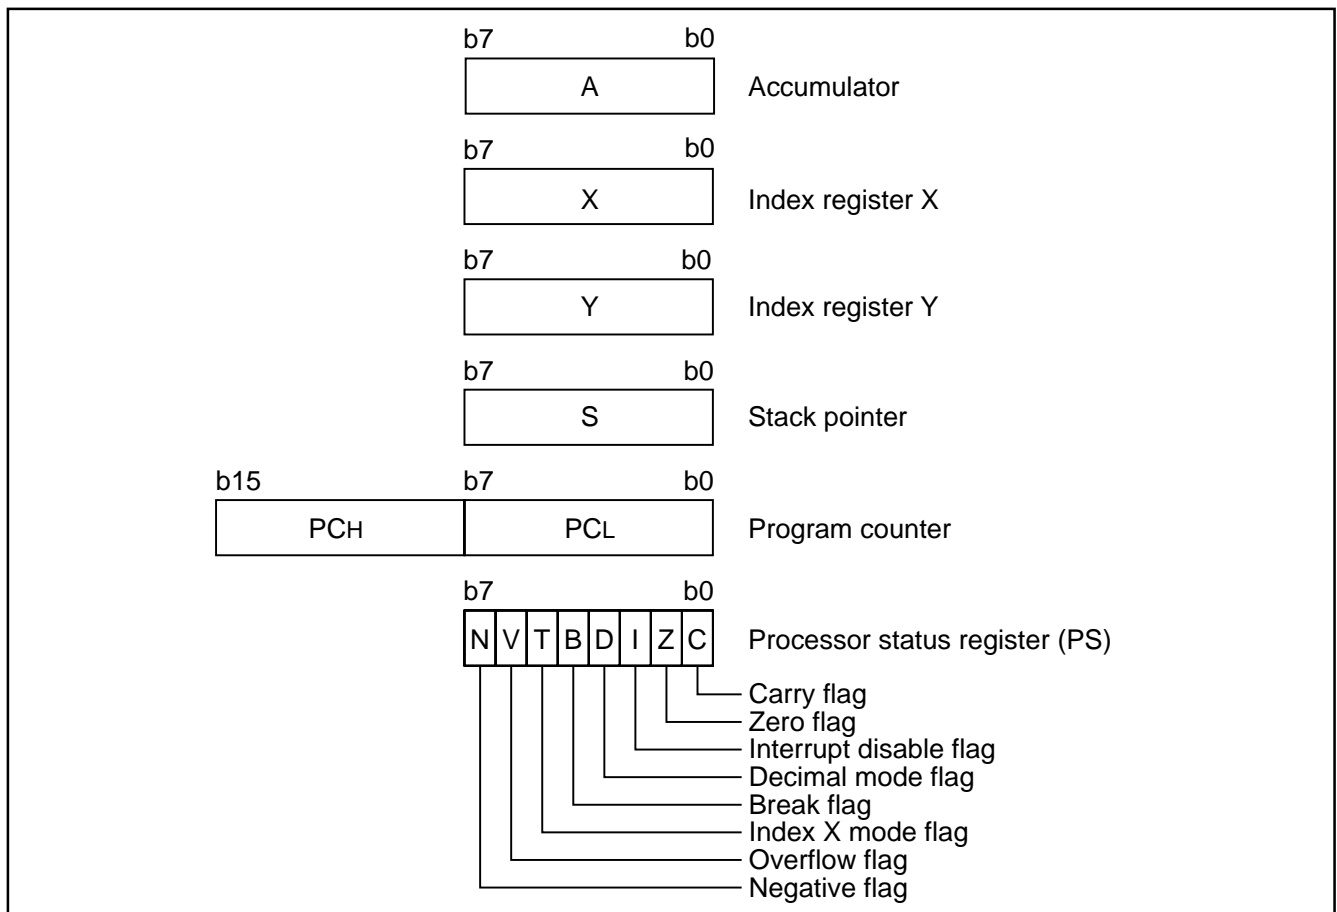 b7 b0
A Accumulator
b7 b0
X Index register X
b7 b0
Y Index register Y
b7 b0
S Stack pointer
b15 b7 b0
PCH PCL Program counter
b7 b0
N V T B D I Z C Processor status register (PS)
Carry flag
Zero flag
Interrupt disable flag
Decimal mode flag
Break flag
Index X mode flag
Overflow flag
Negative flag